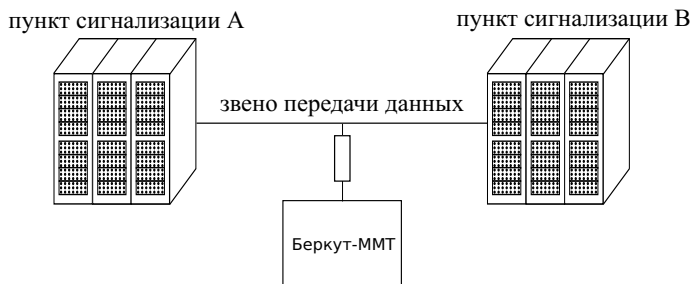 пункт сигнализации А
пункт сигнализации В
звено передачи данных
Беркут-ММТ